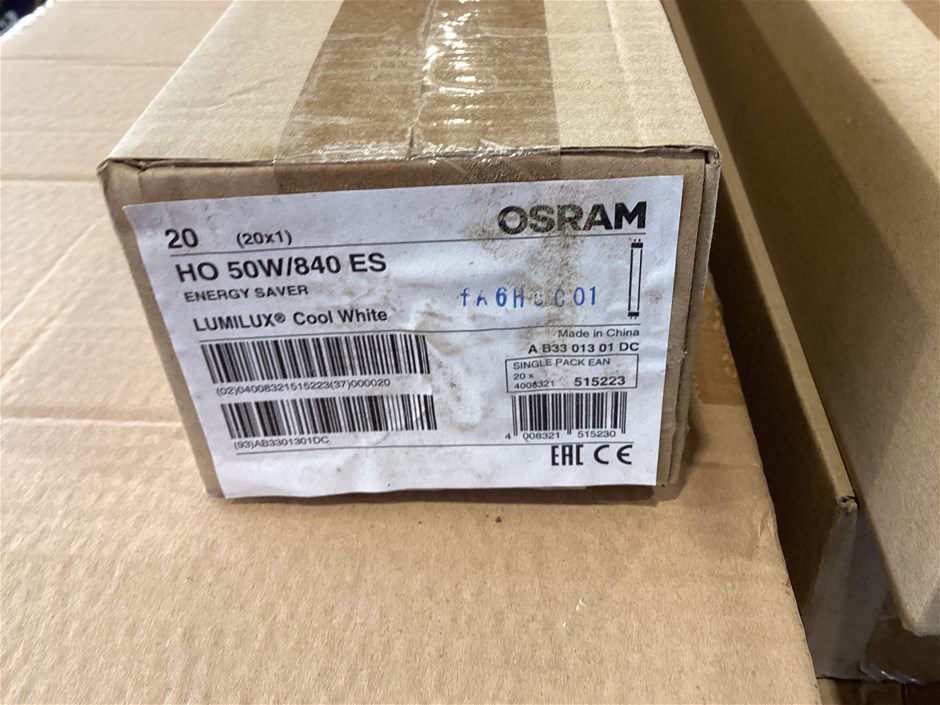 OSRAM
20 (20x1)
HO 50W/840 ES
ENERGY SAVER
LUMILUX® Cool White
Made in China
A B33 013 01 DC
SINGLE PACK EAN
20 x
4008321 515223
(02)04008321515223(37)000020
(93)AB3301301DC
4 008321 515230
EAC CE